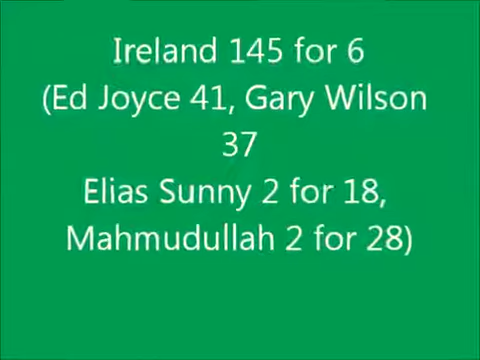 Ireland 145 for 6
(Ed Joyce 41, Gary Wilson
37
Elias Sunny 2 for 18,
Mahmudullah 2 for 28)